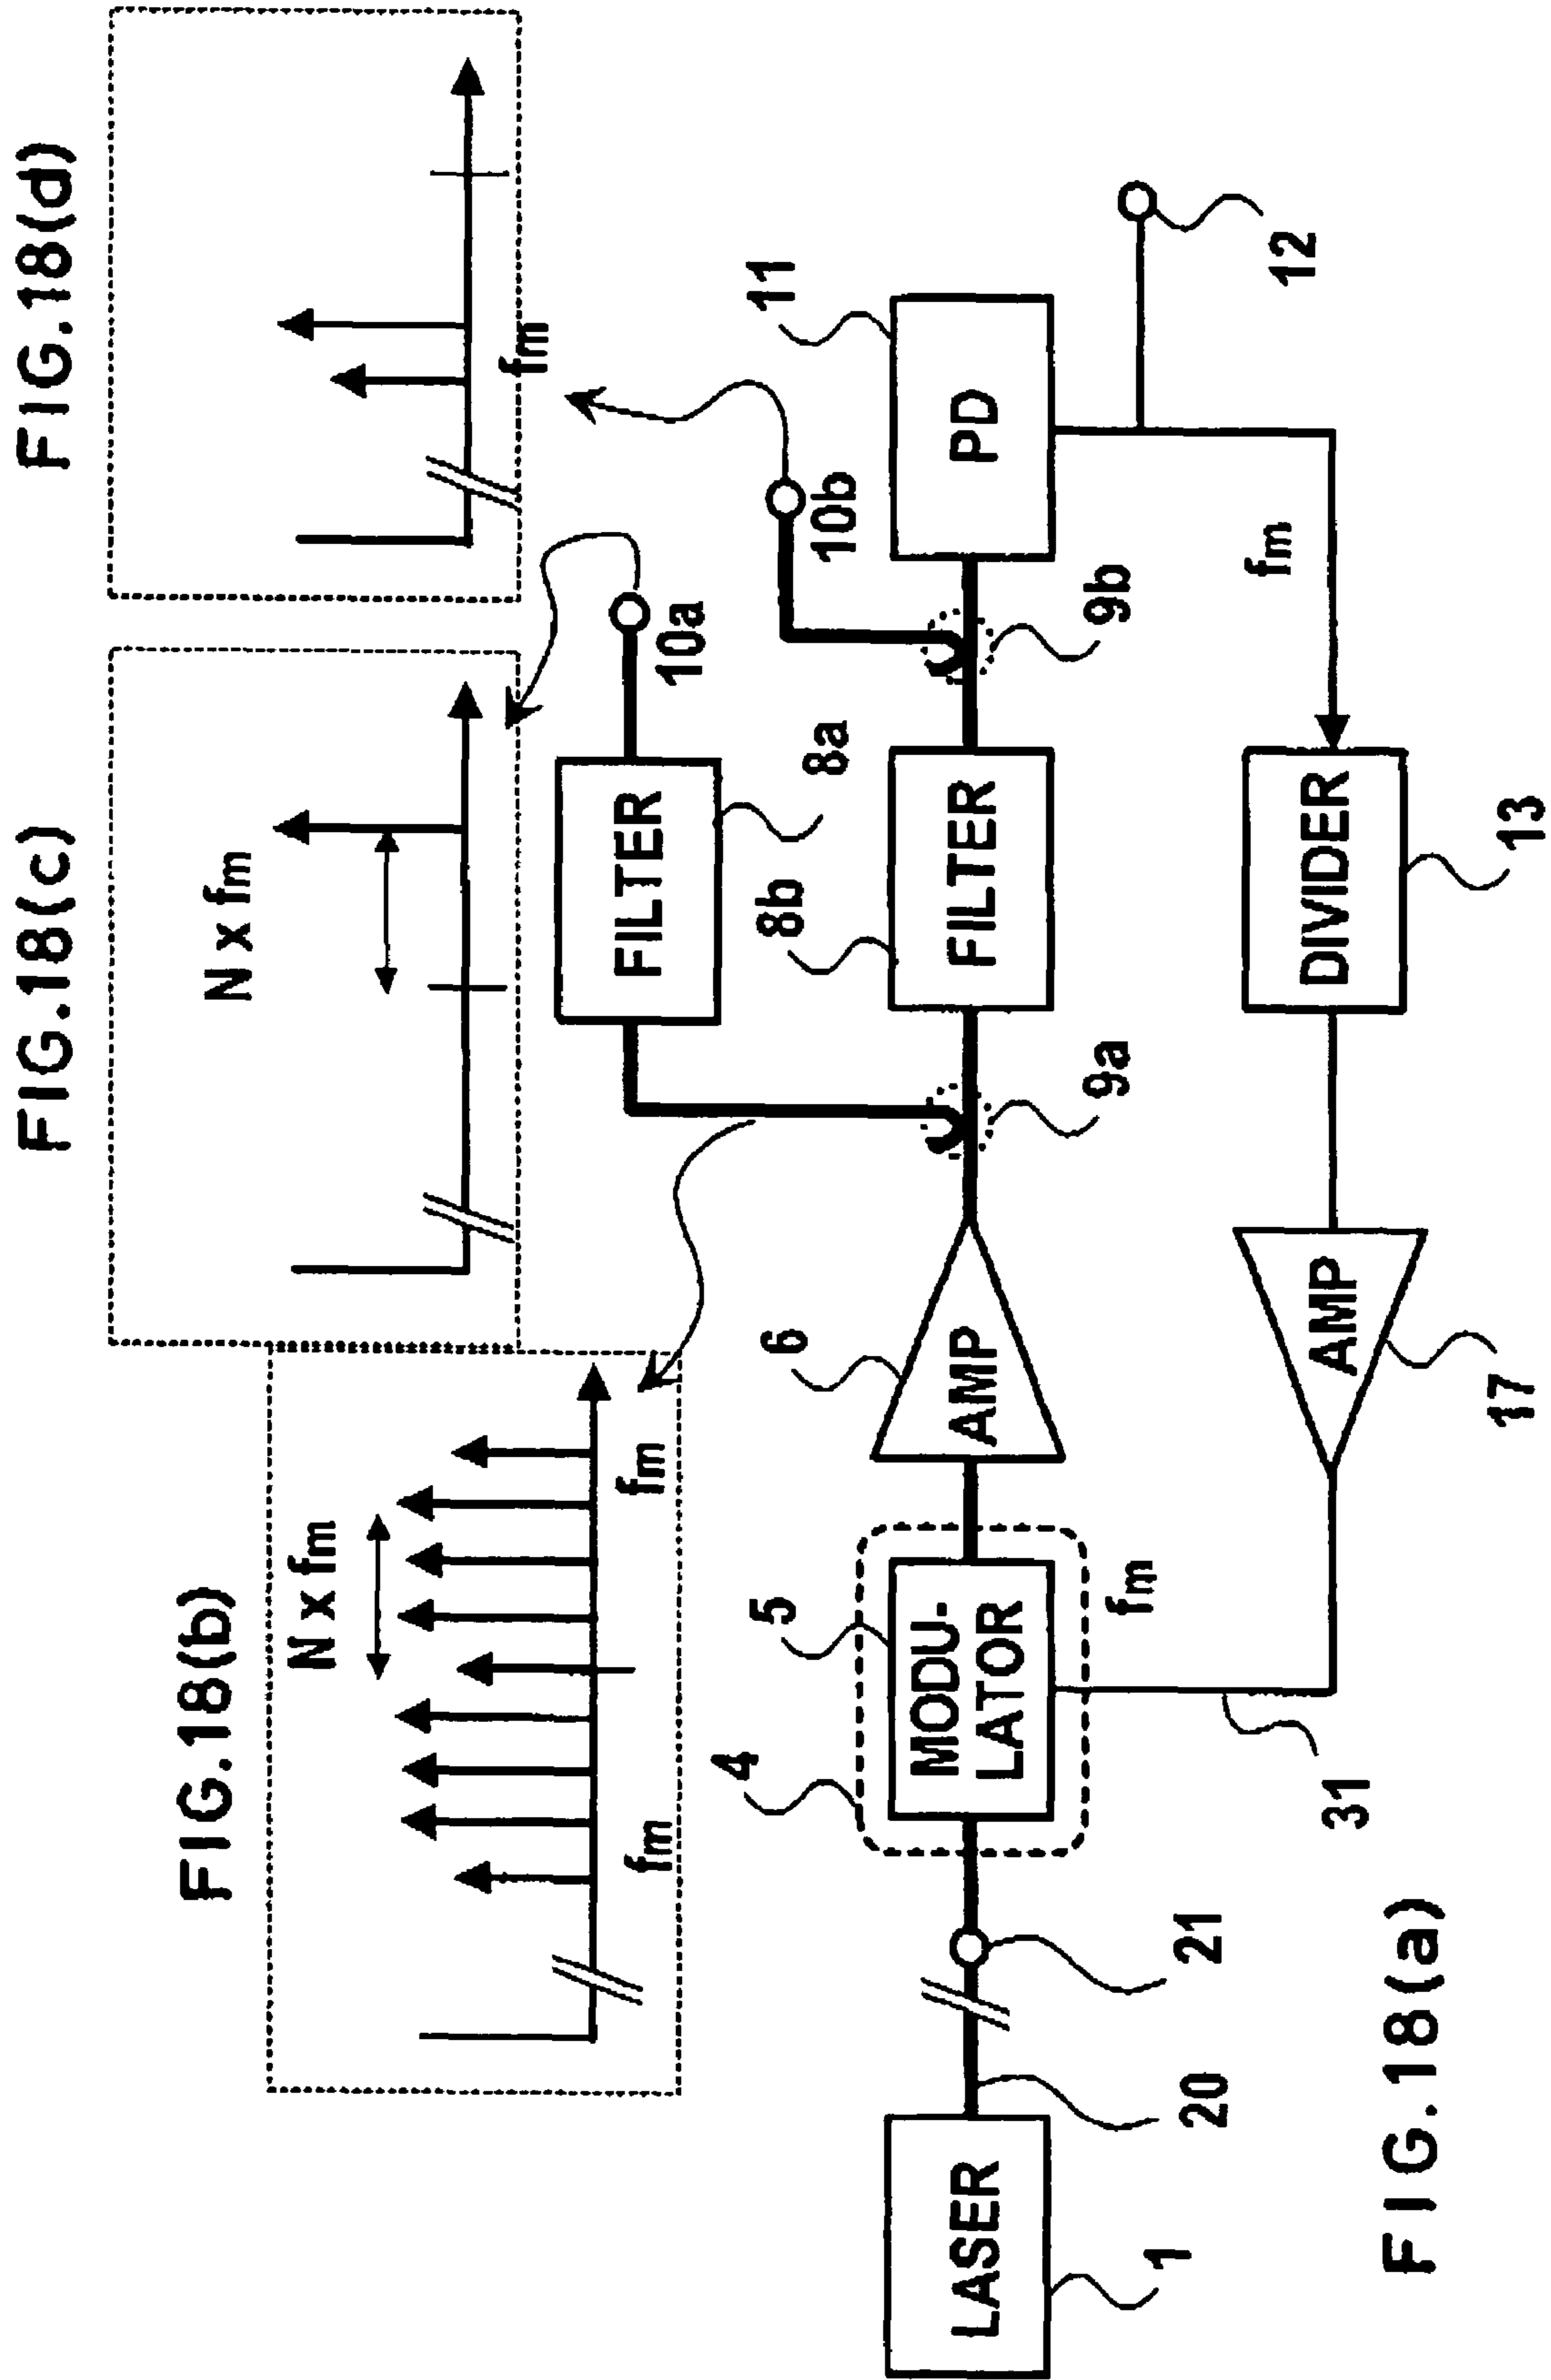 FIG.18(b)
N x fm
fm
fm
FIG.18(c)
N x fm
FIG.18(d)
fm
10a
10b
FILTER
8a
8b
11
4
5
6
LASER
MODU-
LATOR
AMP
FILTER
PD
1
20
21
fm
9a
9b
12
fm
31
AMP
DIVIDER
17
13
FIG.18(a)